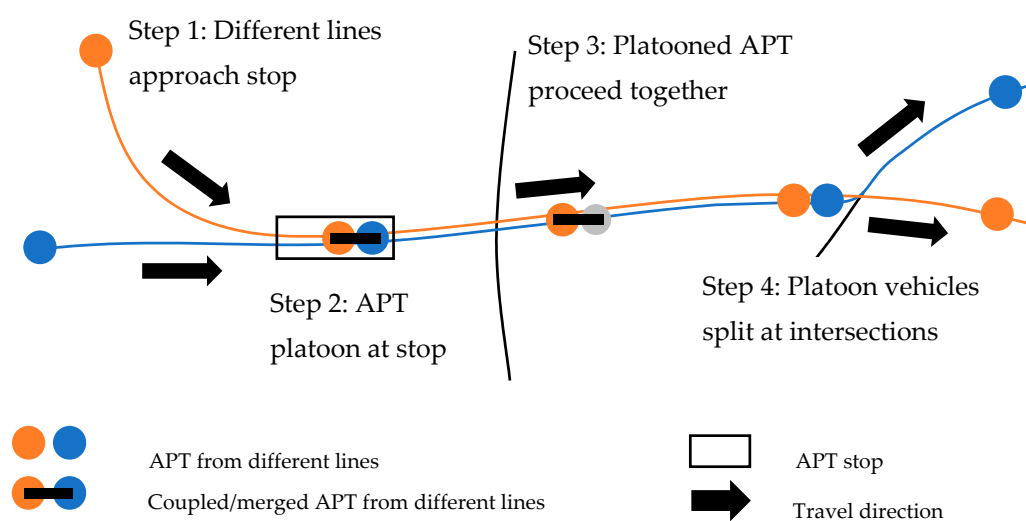 Step 1: Different lines
approach stop
Step 3: Platooned APT
proceed together
Step 2: APT
platoon at stop
Step 4: Platoon vehicles
split at intersections
APT from different lines
Coupled/merged APT from different lines
APT stop
Travel direction